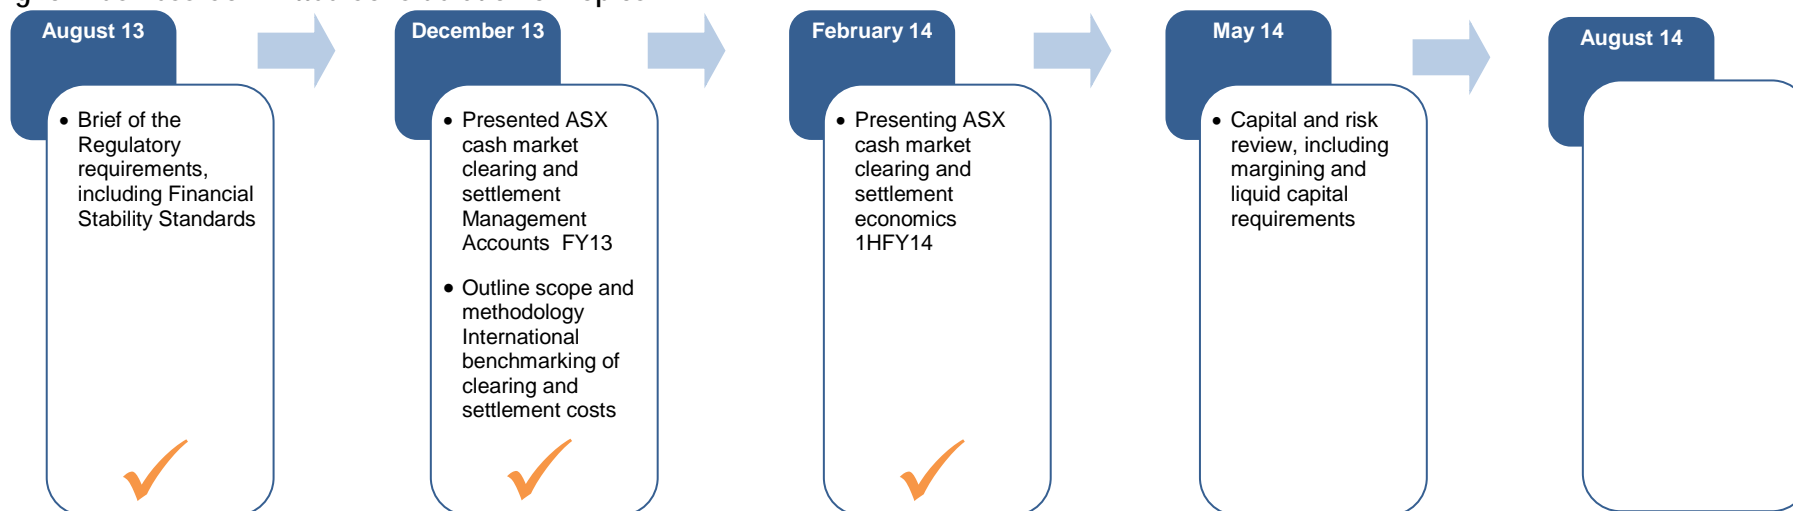 August 13
• Brief of the
Regulatory
requirements,
including Financial
Stability Standards
December 13
• Presented ASX
cash market
clearing and
settlement
Management
Accounts FY13
• Outline scope and
methodology
International
benchmarking of
clearing and
settlement costs
February 14
• Presenting ASX
cash market
clearing and
settlement
economics
1HFY14
May 14
• Capital and risk
review, including
margining and
liquid capital
requirements
August 14